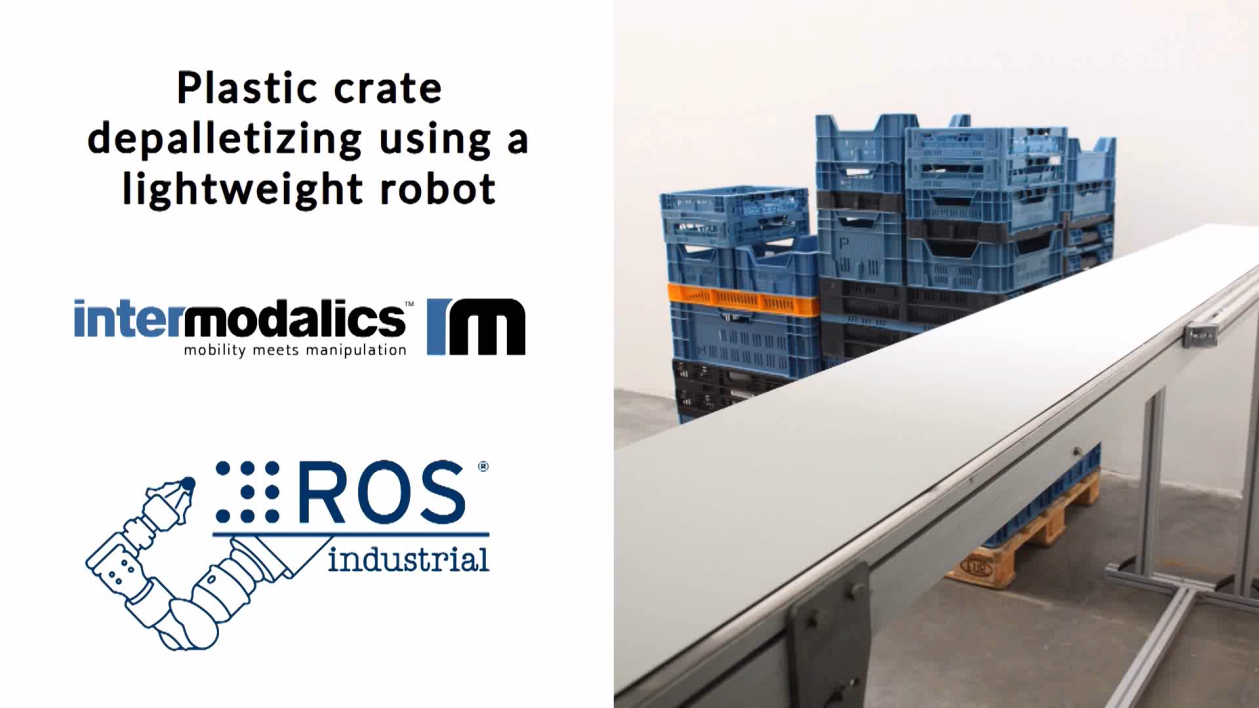 Plastic crate
depalletizing using a
lightweight robot
intermodalics™
mobility meets manipulation
ROS®
industrial
P